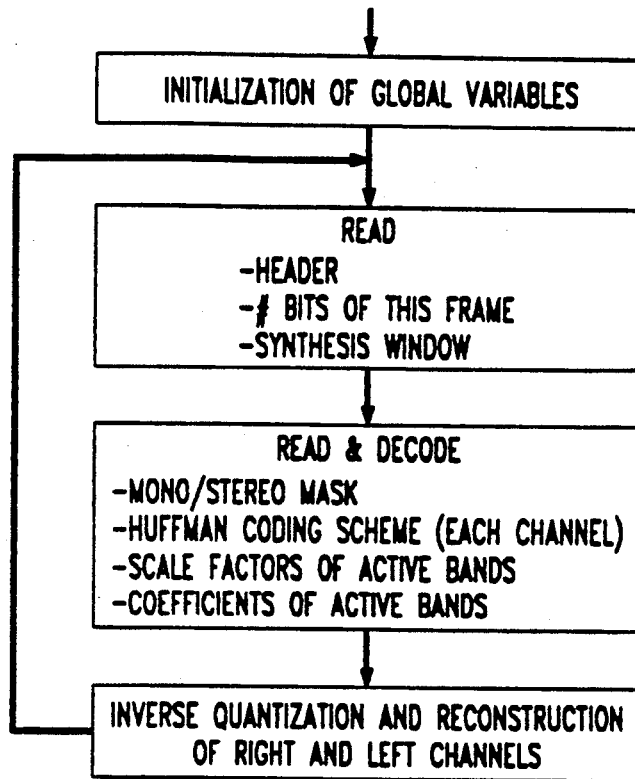 INITIALIZATION OF GLOBAL VARIABLES
READ
-HEADER
-# BITS OF THIS FRAME
-SYNTHESIS WINDOW
READ & DECODE
-MONO/STEREO MASK
-HUFFMAN CODING SCHEME (EACH CHANNEL)
-SCALE FACTORS OF ACTIVE BANDS
-COEFFICIENTS OF ACTIVE BANDS
INVERSE QUANTIZATION AND RECONSTRUCTION
OF RIGHT AND LEFT CHANNELS